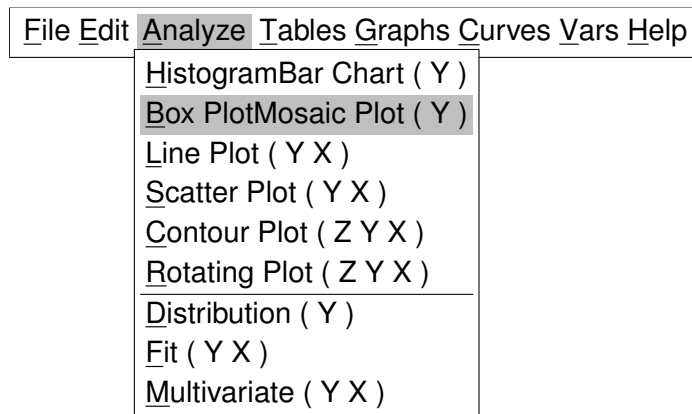 File Edit Analyze Tables Graphs Curves Vars Help
HistogramBar Chart ( Y )
Box PlotMosaic Plot ( Y )
Line Plot ( Y X )
Scatter Plot ( Y X )
Contour Plot ( Z Y X )
Rotating Plot ( Z Y X )
Distribution ( Y )
Fit ( Y X )
Multivariate ( Y X )